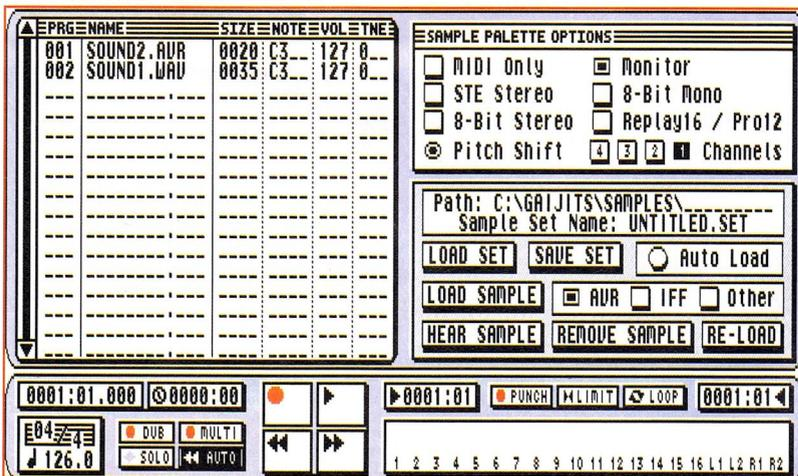 PRG NAME SIZE NOTE VOL TNE
001 SOUND2.AVR 0020 C3__ 127 0__
002 SOUND1.WAV 0035 C3__ 127 0__
SAMPLE PALETTE OPTIONS
MIDI Only Monitor
STE Stereo 8-Bit Mono
8-Bit Stereo Replay16 / Pro12
Pitch Shift 4 3 2 1 Channels
Path: C:\GAIJITS\SAMPLES\_________
Sample Set Name: UNTITLED.SET
LOAD SET SAVE SET Auto Load
LOAD SAMPLE AVR IFF Other
HEAR SAMPLE REMOVE SAMPLE RE-LOAD
0001:01.000 0000:00 0001:01 PUNCH LIMIT LOOP 0001:01
04/4 DUB MULTI
126.0 SOLO AUTO
1 2 3 4 5 6 7 8 9 10 11 12 13 14 15 16 L1 L2 R1 R2